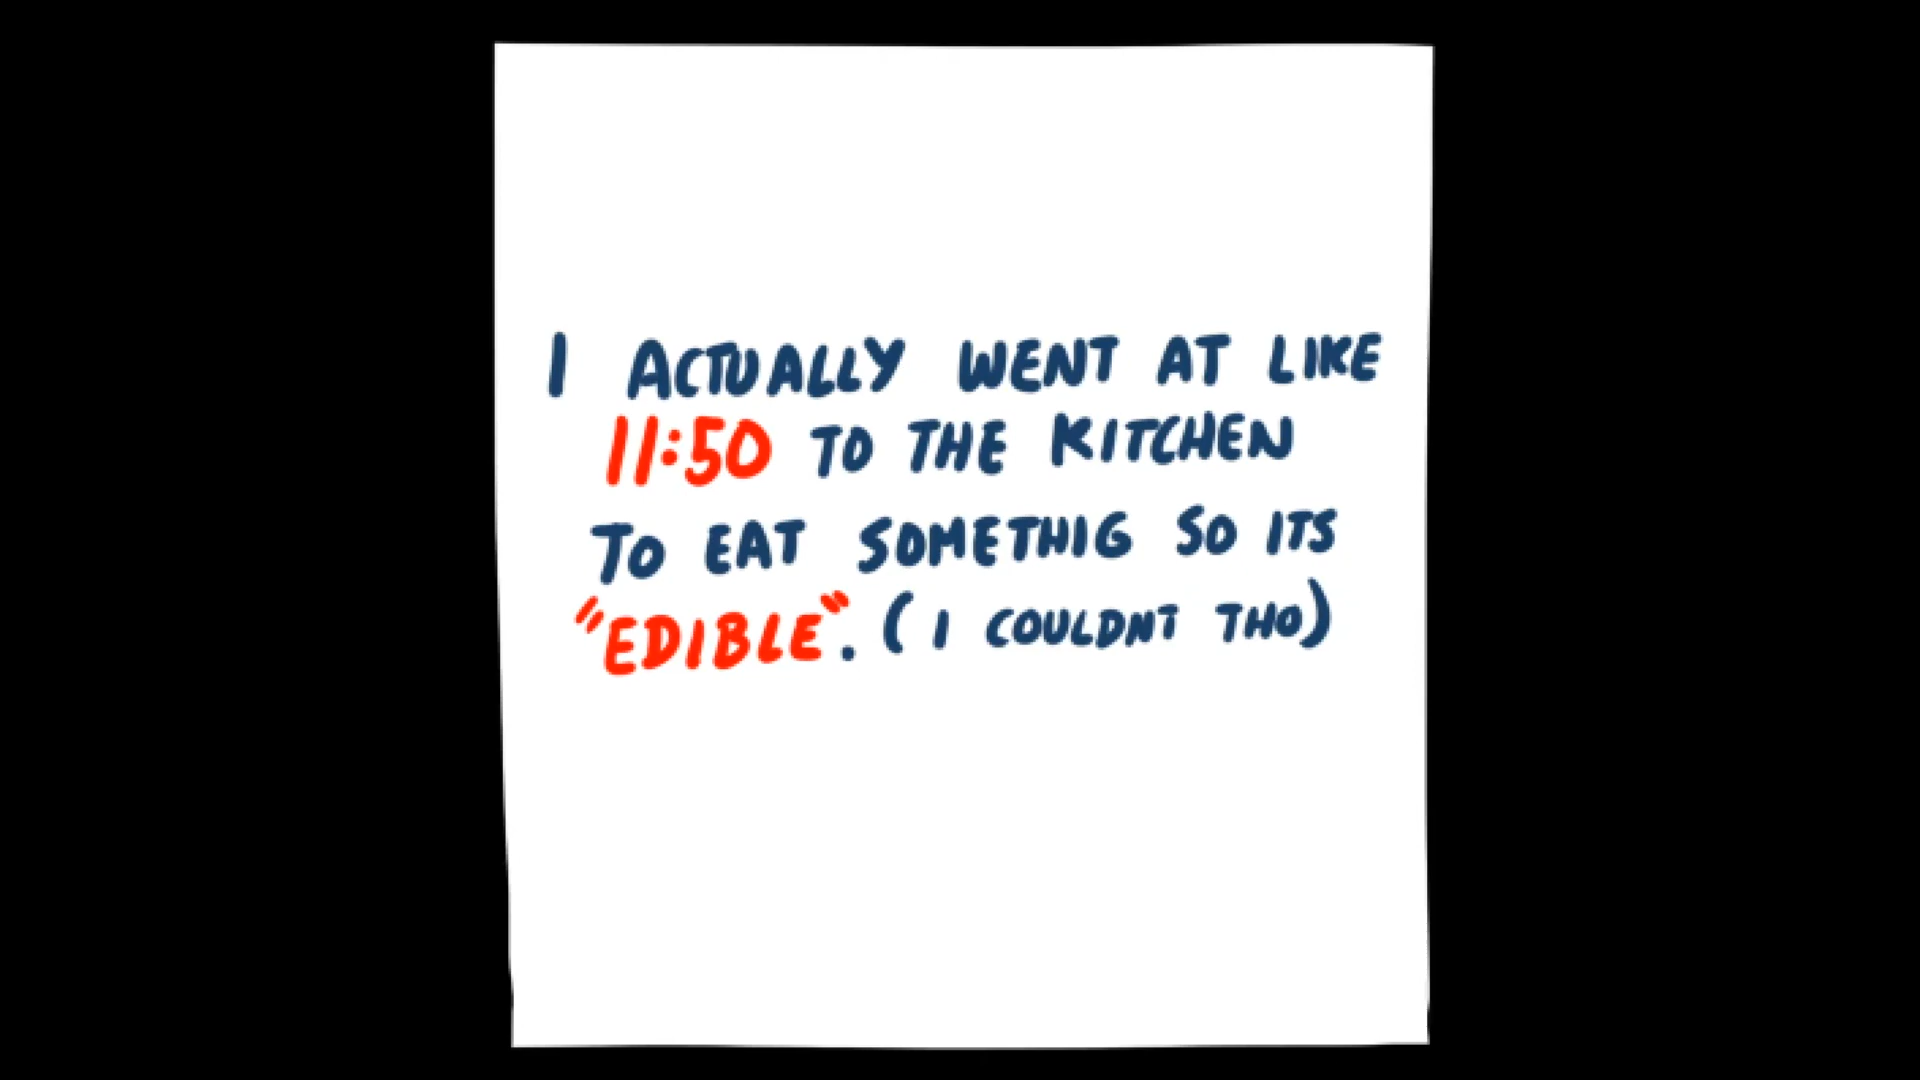 I ACTUALLY WENT AT LIKE
11:50 TO THE KITCHEN
TO EAT SOMETHIG SO ITS
"EDIBLE". (I COULDNT THO)